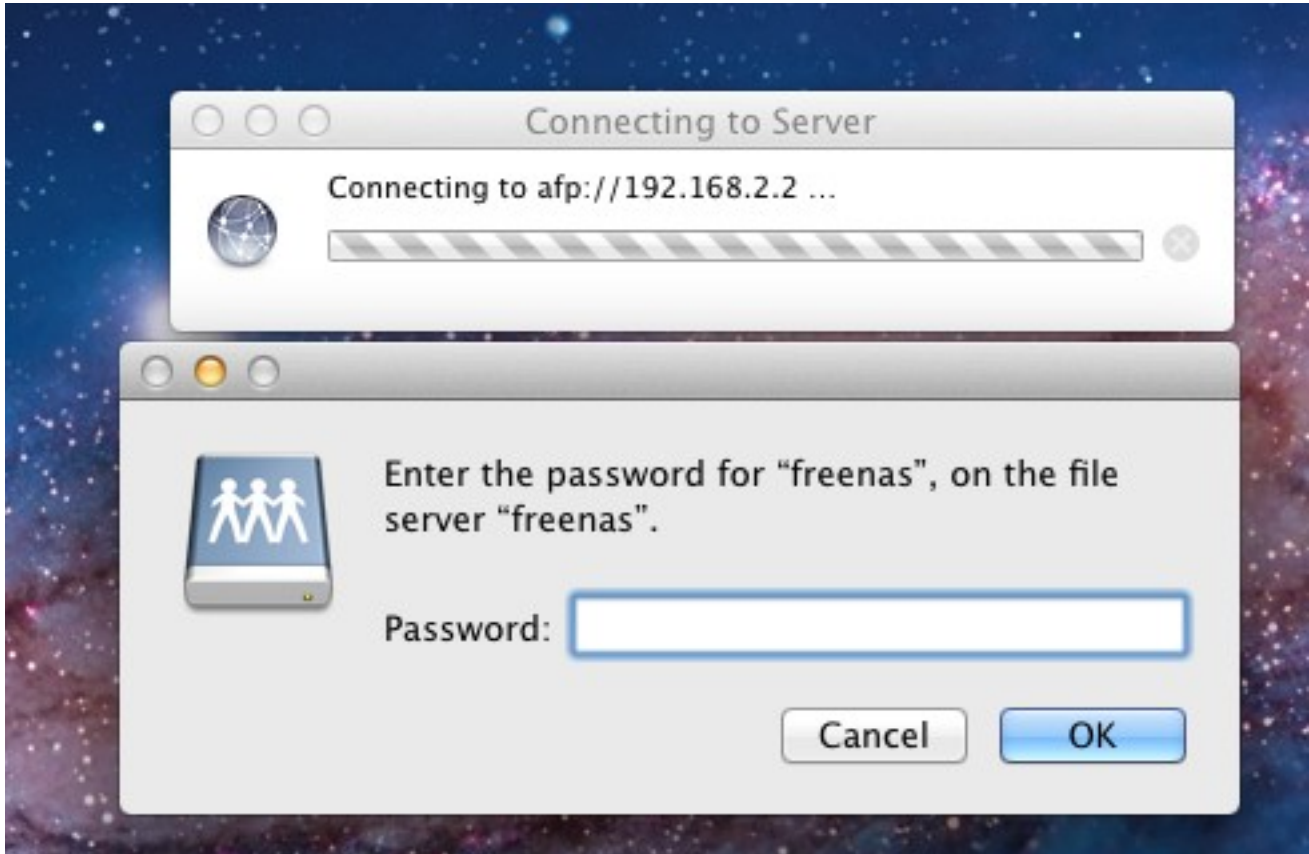 Connecting to Server
Connecting to afp://192.168.2.2 ...
Enter the password for “freenas”, on the file
server “freenas”.
Password:
Cancel OK